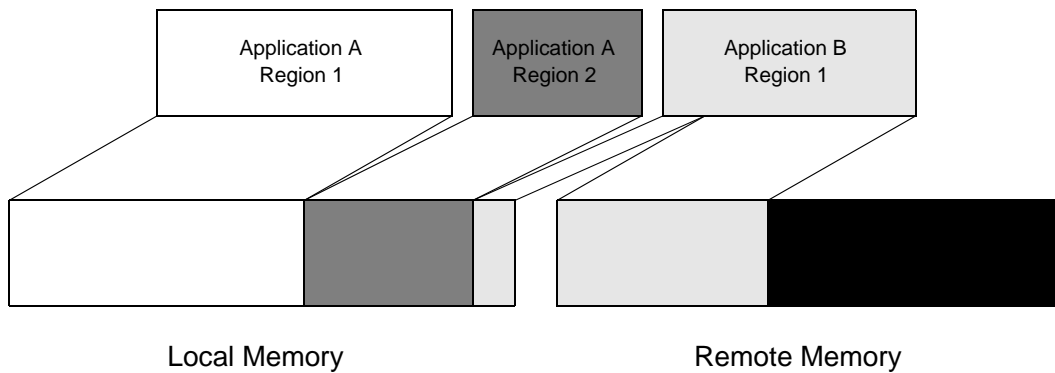 Application A
Region 1
Application A
Region 2
Application B
Region 1
Local Memory
Remote Memory